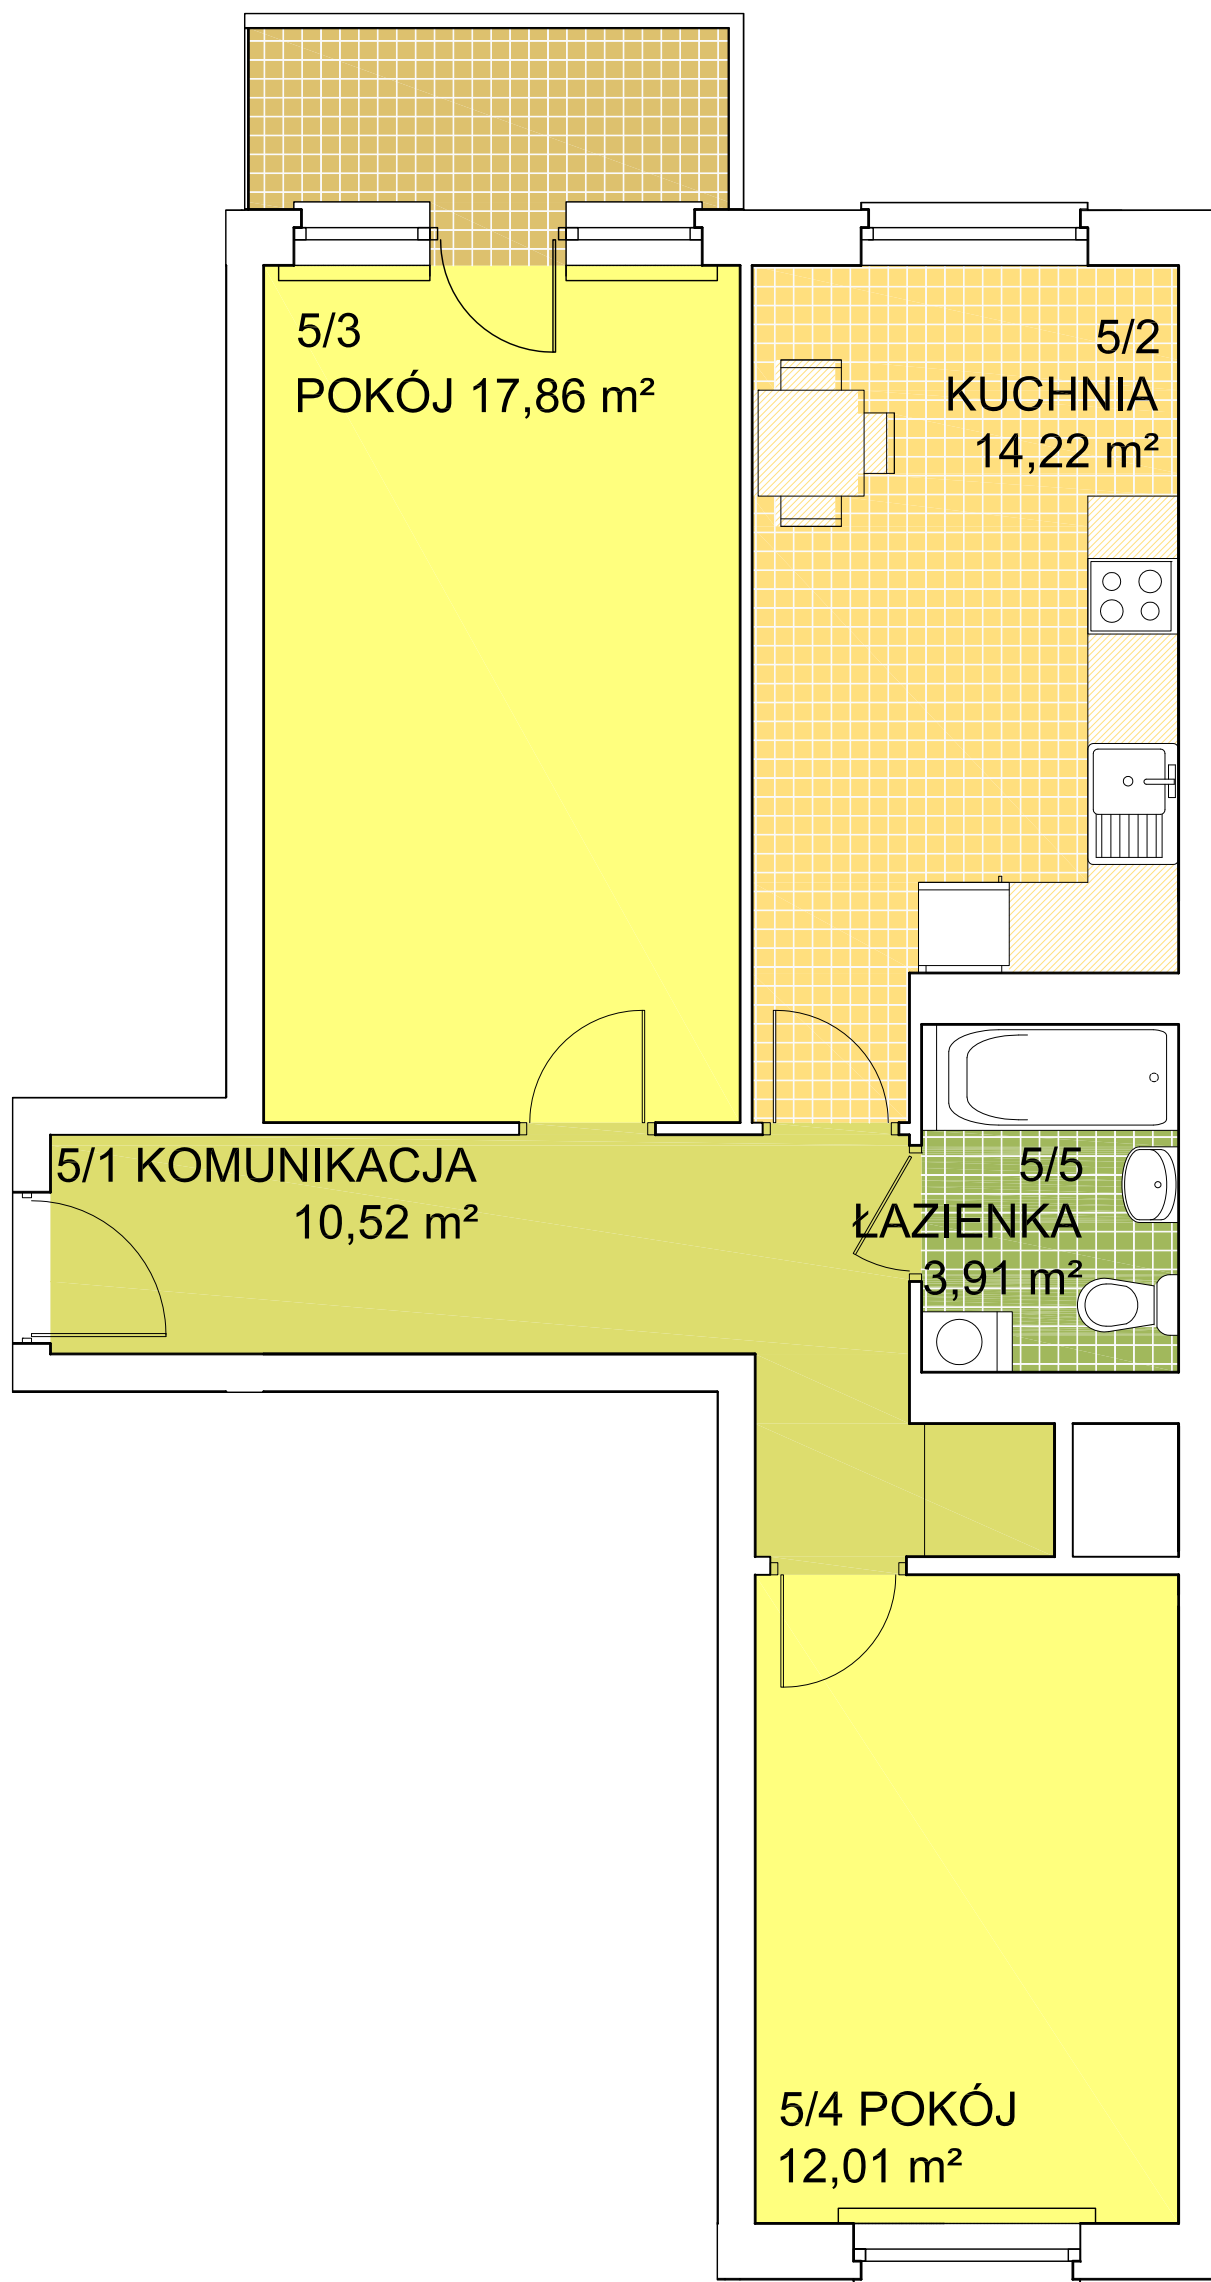 5/3
POKÓJ 17,86 m²
5/2
KUCHNIA
14,22 m²
5/1 KOMUNIKACJA
10,52 m²
5/5
ŁAZIENKA
3,91 m²
5/4 POKÓJ
12,01 m²